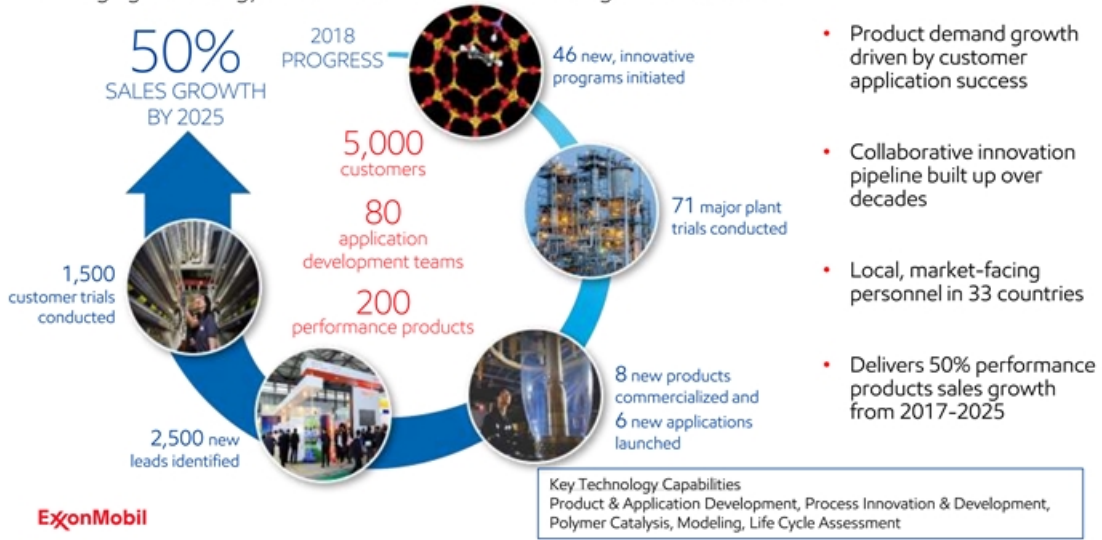 50%
SALES GROWTH
BY 2025
2018
PROGRESS
46 new, innovative
programs initiated
5,000
customers
80
application
development teams
200
performance products
71 major plant
trials conducted
8 new products
commercialized and
6 new applications
launched
2,500 new
leads identified
1,500
customer trials
conducted
• Product demand growth
driven by customer
application success
• Collaborative innovation
pipeline built up over
decades
• Local, market-facing
personnel in 33 countries
• Delivers 50% performance
products sales growth
from 2017-2025
Key Technology Capabilities
Product & Application Development, Process Innovation & Development,
Polymer Catalysis, Modeling, Life Cycle Assessment
ExxonMobil